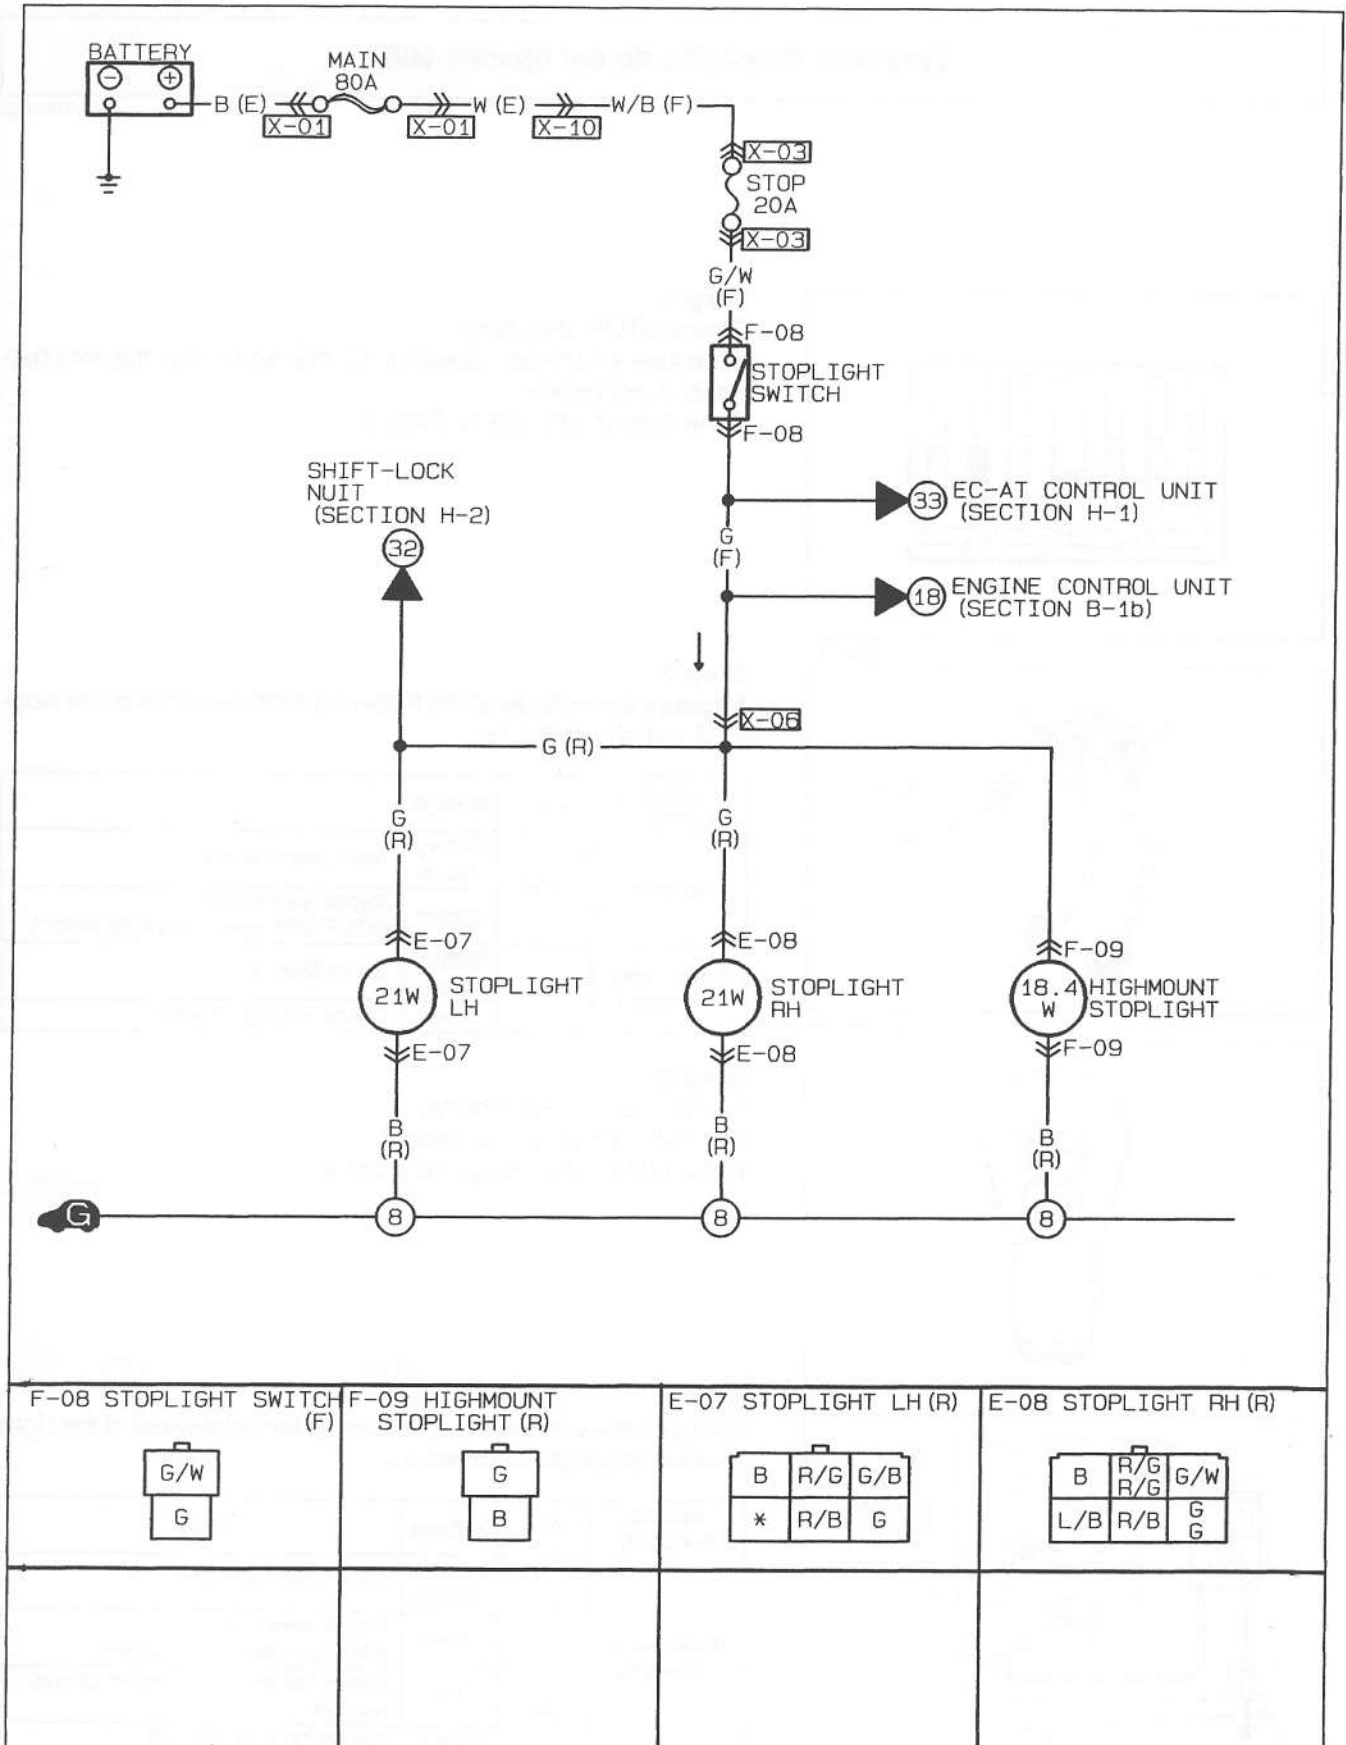 BATTERY
− +
B (E)
X-01
MAIN
80A
X-01
W (E)
X-10
W/B (F)
X-03
STOP
20A
X-03
G/W
(F)
F-08
STOPLIGHT
SWITCH
F-08
SHIFT-LOCK
NUIT
(SECTION H-2)
32
33
EC-AT CONTROL UNIT
(SECTION H-1)
G
(F)
18
ENGINE CONTROL UNIT
(SECTION B-1b)
X-06
G (R)
G
(R)
G
(R)
E-07
E-08
F-09
21W
STOPLIGHT
LH
21W
STOPLIGHT
RH
18.4
W
HIGHMOUNT
STOPLIGHT
E-07
E-08
F-09
B
(R)
B
(R)
B
(R)
G
8
8
8
F-08 STOPLIGHT SWITCH
(F)
G/W
G
F-09 HIGHMOUNT
STOPLIGHT (R)
G
B
E-07 STOPLIGHT LH (R)
B R/G G/B
* R/B G
E-08 STOPLIGHT RH (R)
B R/G R/G G/W
L/B R/B G G